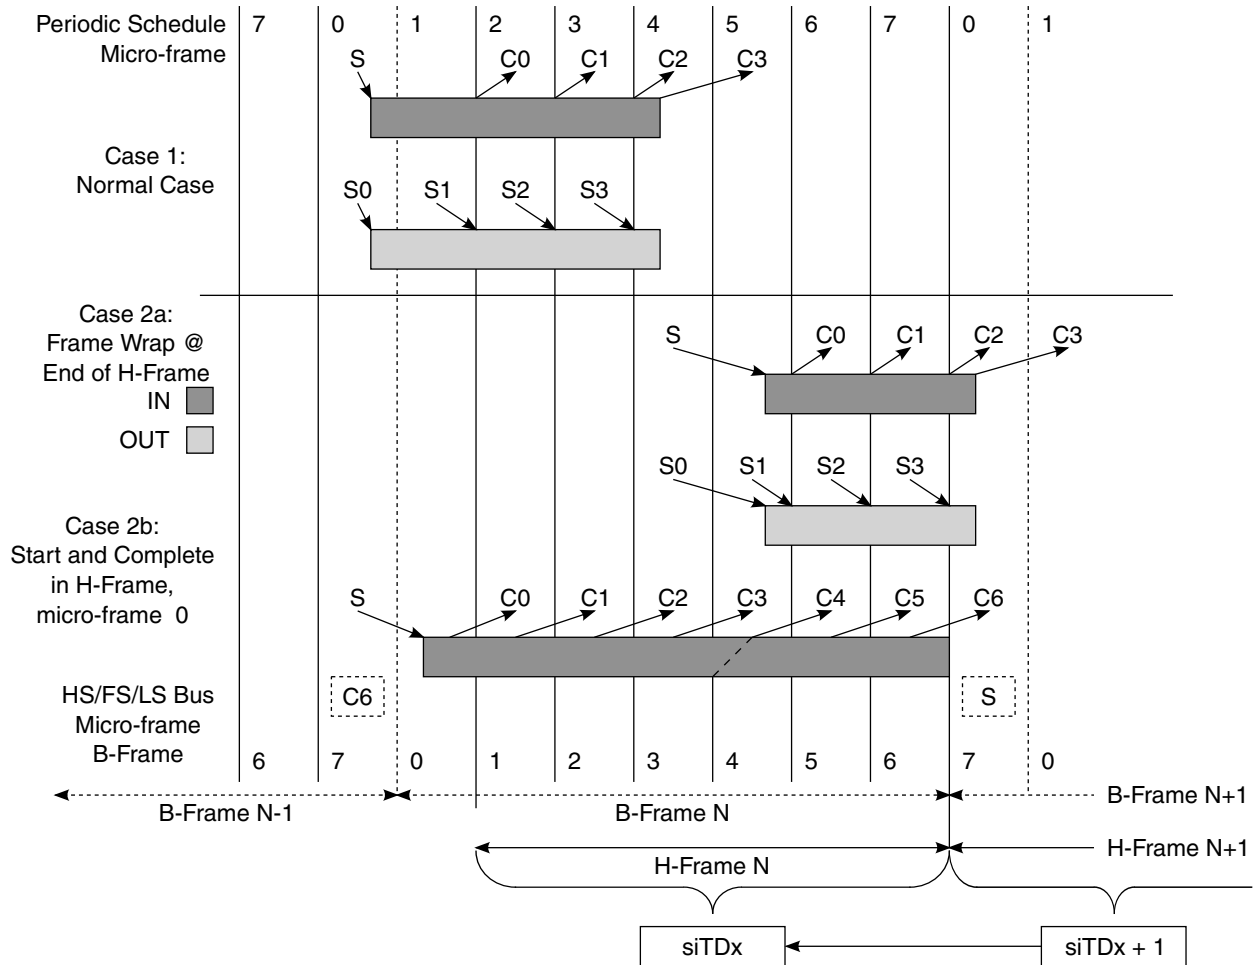 Periodic Schedule
Micro-frame
7 0 1 2 3 4 5 6 7 0 1
S C0 C1 C2 C3
Case 1:
Normal Case
S0 S1 S2 S3
Case 2a:
Frame Wrap @
End of H-Frame
S C0 C1 C2 C3
IN
OUT
S0 S1 S2 S3
Case 2b:
Start and Complete
in H-Frame,
micro-frame 0
S C0 C1 C2 C3 C4 C5 C6
C6 S
HS/FS/LS Bus
Micro-frame
B-Frame
6 7 0 1 2 3 4 5 6 7 0
B-Frame N-1 B-Frame N B-Frame N+1
H-Frame N H-Frame N+1
siTDx siTDx + 1